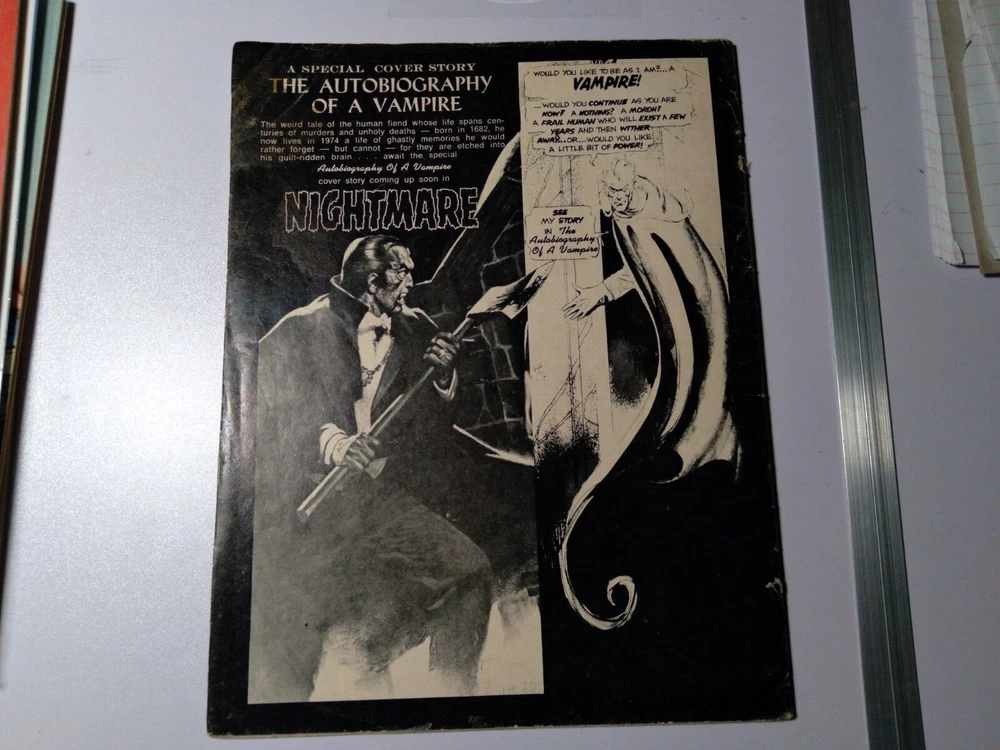 A SPECIAL COVER STORY
THE AUTOBIOGRAPHY
OF A VAMPIRE
The weird tale of the human fiend whose life spans cen-
turies of murders and unholy deaths — born in 1682, he
now lives in 1974 a life of ghastly memories he would
rather forget — but cannot — for they are etched into
his guilt-ridden brain . . . await the special
Autobiography Of A Vampire
cover story coming up soon in
NIGHTMARE
WOULD YOU LIKE TO BE AS I AM?... A
VAMPIRE!
...WOULD YOU CONTINUE AS YOU ARE
NOW? A NOTHING? A MORON?
A FRAIL HUMAN WHO WILL EXIST A FEW
YEARS AND THEN WITHER
AWAY...OR...WOULD YOU LIKE
A LITTLE BIT OF POWER!
SEE
MY STORY
IN The
Autobiography
Of A Vampire